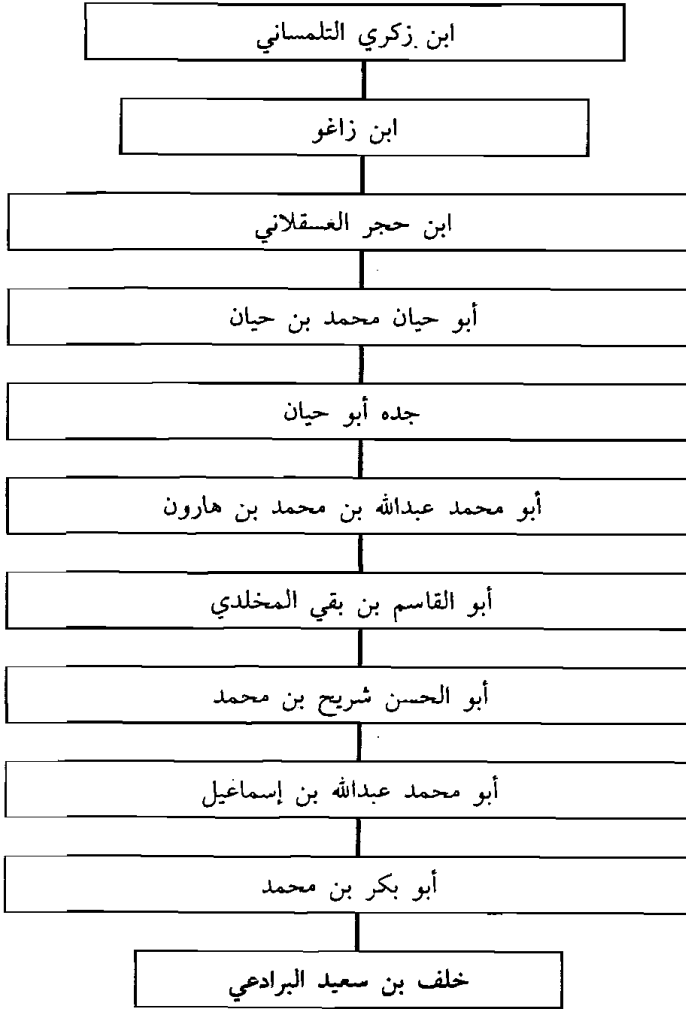 ابن زكري التلمساني
ابن زاغو
ابن حجر العسقلاني
أبو حيان محمد بن حيان
جده أبو حيان
أبو محمد عبدالله بن محمد بن هارون
أبو القاسم بن بقي المخلدي
أبو الحسن شريح بن محمد
أبو محمد عبدالله بن إسماعيل
أبو بكر بن محمد
خلف بن سعيد البرادعي